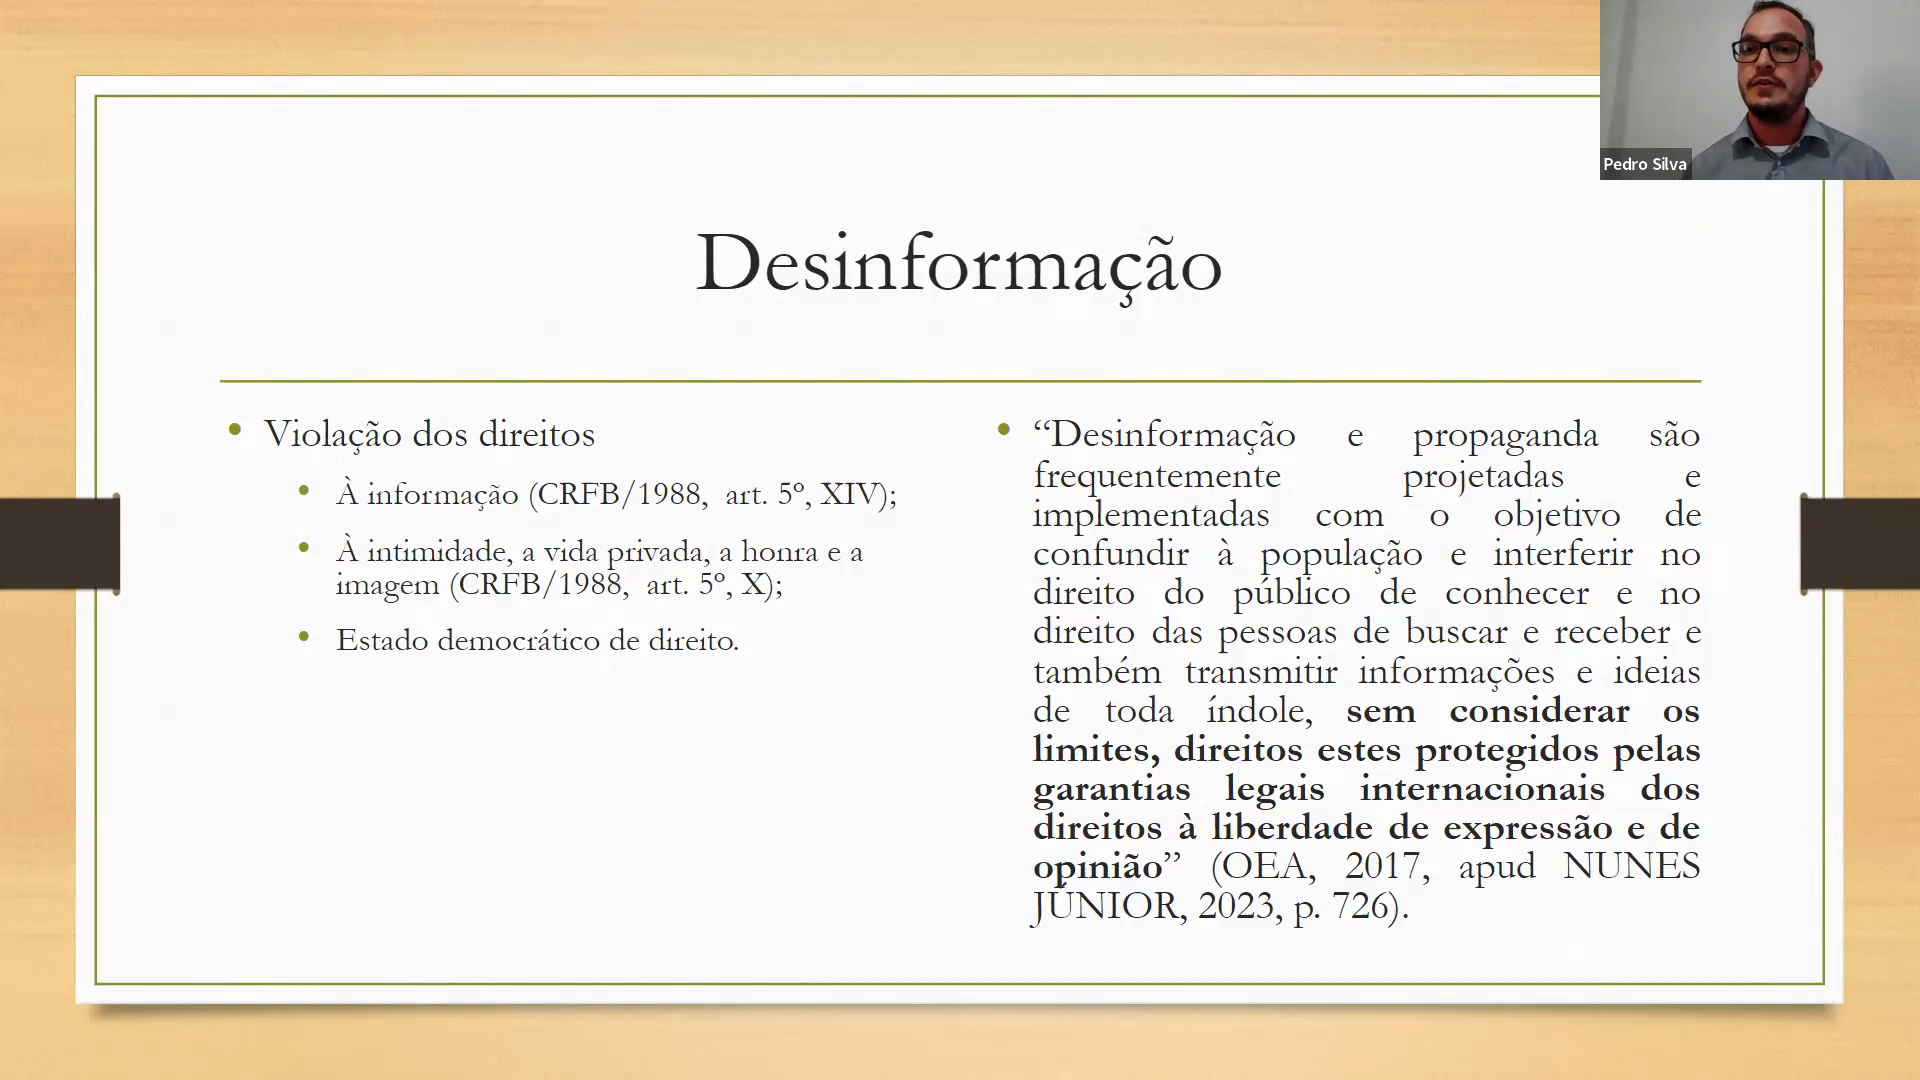 Pedro Silva
Desinformação
• Violação dos direitos
• À informação (CRFB/1988, art. 5º, XIV);
• À intimidade, a vida privada, a honra e a
imagem (CRFB/1988, art. 5º, X);
• Estado democrático de direito.
• “Desinformação e propaganda são
frequentemente projetadas e
implementadas com o objetivo de
confundir à população e interferir no
direito do público de conhecer e no
direito das pessoas de buscar e receber e
também transmitir informações e ideias
de toda índole, sem considerar os
limites, direitos estes protegidos pelas
garantias legais internacionais dos
direitos à liberdade de expressão e de
opinião” (OEA, 2017, apud NUNES
JÚNIOR, 2023, p. 726).